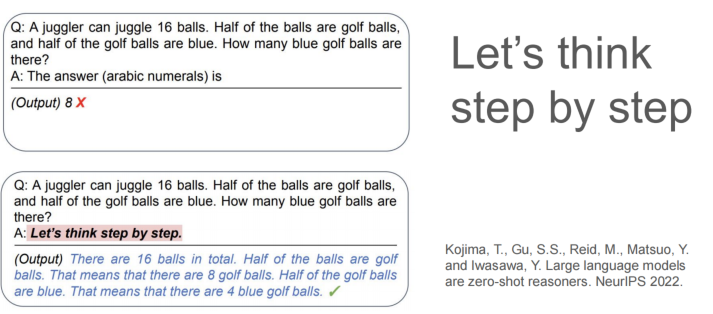 Q: A juggler can juggle 16 balls. Half of the balls are golf balls,
and half of the golf balls are blue. How many blue golf balls are
there?
A: The answer (arabic numerals) is
(Output) 8 X
Let's think
step by step
Q: A juggler can juggle 16 balls. Half of the balls are golf balls,
and half of the golf balls are blue. How many blue golf balls are
there?
A: Let's think step by step.
(Output) There are 16 balls in total. Half of the balls are golf
balls. That means that there are 8 golf balls. Half of the golf balls
are blue. That means that there are 4 blue golf balls. ✓
Kojima, T., Gu, S.S., Reid, M., Matsuo, Y.
and Iwasawa, Y. Large language models
are zero-shot reasoners. NeurIPS 2022.